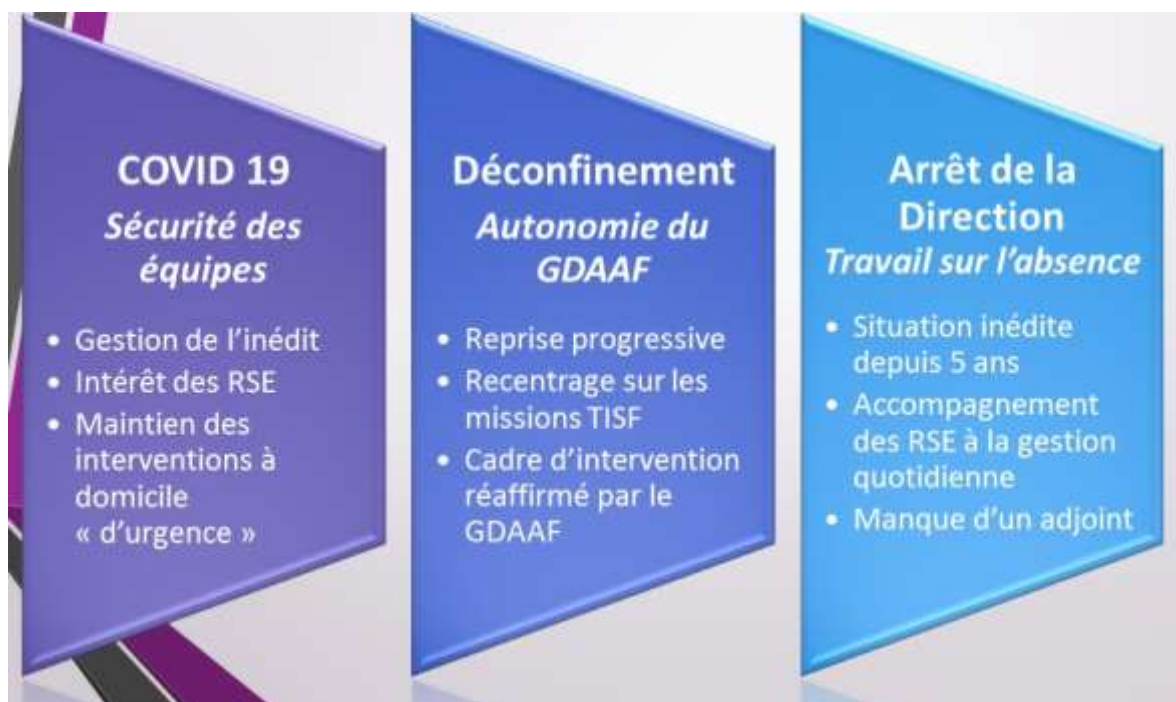 COVID 19
Sécurité des
équipes
• Gestion de l'inédit
• Intérêt des RSE
• Maintien des
interventions à
domicile
« d'urgence »
Déconfinement
Autonomie du
GDAAF
• Reprise progressive
• Recentrage sur les
missions TISF
• Cadre d'intervention
réaffirmé par le
GDAAF
Arrêt de la
Direction
Travail sur l'absence
• Situation inédite
depuis 5 ans
• Accompagnement
des RSE à la gestion
quotidienne
• Manque d'un adjoint